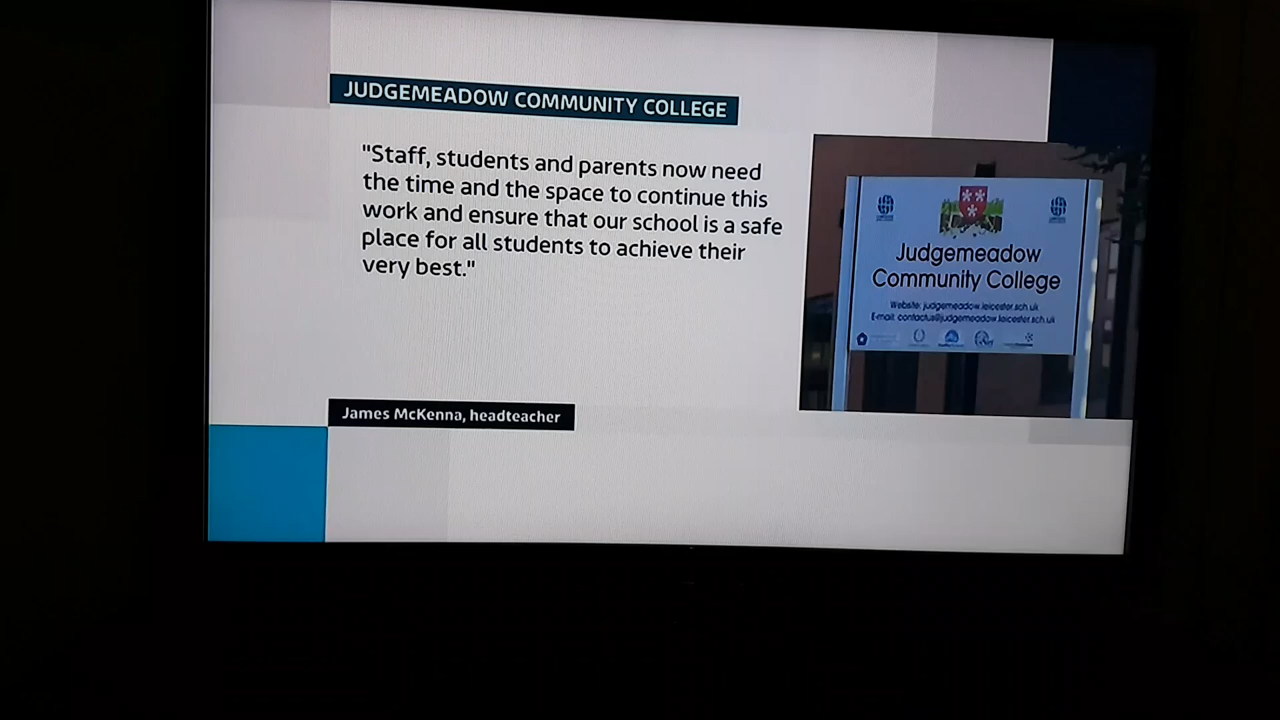 JUDGEMEADOW COMMUNITY COLLEGE
"Staff, students and parents now need
the time and the space to continue this
work and ensure that our school is a safe
place for all students to achieve their
very best."
James McKenna, headteacher
Judgemeadow
Community College
Website: judgemeadow.leicester.sch.uk
E-mail: contactus@judgemeadow.leicester.sch.uk